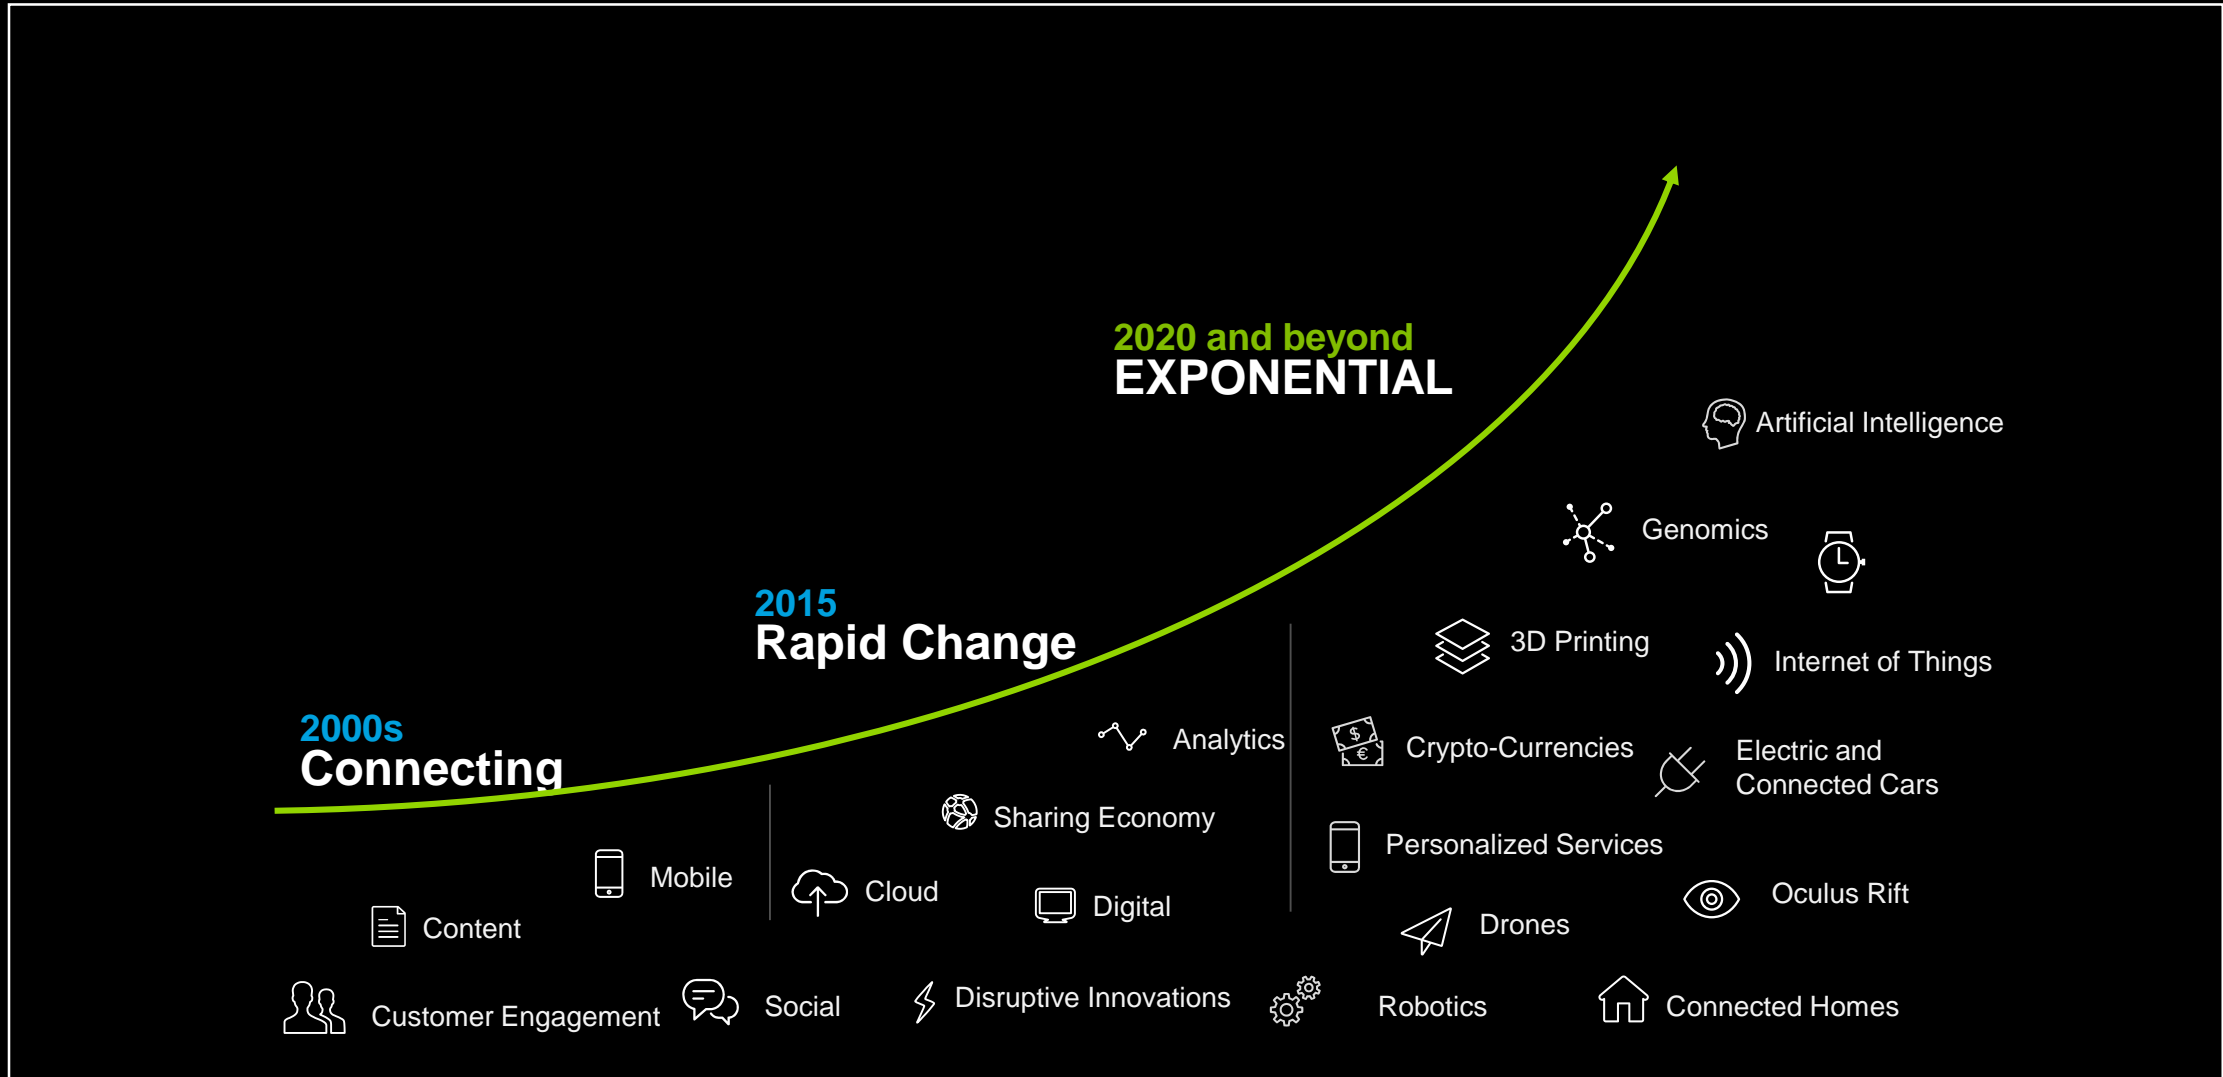 2020 and beyond
EXPONENTIAL
Artificial Intelligence
Genomics
2015
Rapid Change
3D Printing
Internet of Things
2000s
Connecting
Analytics
Crypto-Currencies
Electric and
Connected Cars
Sharing Economy
Personalized Services
Mobile
Cloud
Digital
Oculus Rift
Content
Drones
Customer Engagement
Social
Disruptive Innovations
Robotics
Connected Homes
$
€